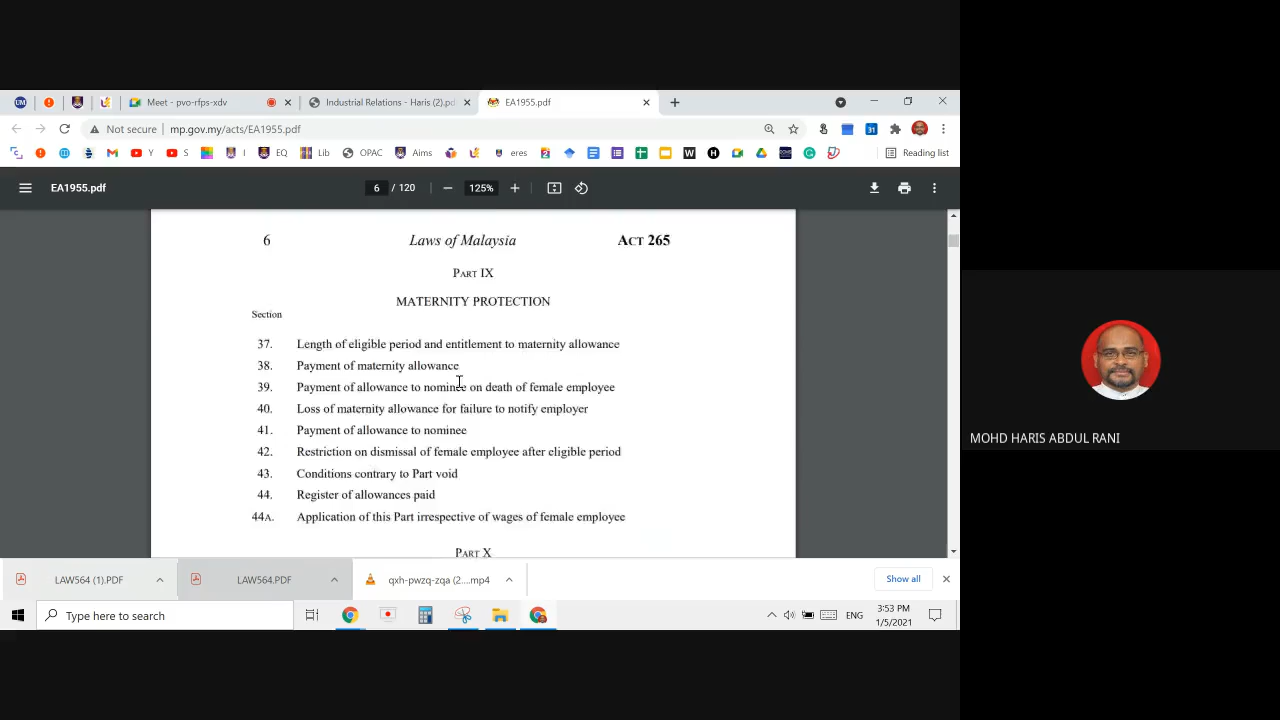 Meet - pvo-rfps-xdv
Industrial Relations - Haris (2).pd
EA1955.pdf
Not secure | mp.gov.my/acts/EA1955.pdf
Y S I EQ Lib OPAC Aims eres Reading list
EA1955.pdf 6 / 120 125%
6 Laws of Malaysia ACT 265
PART IX
MATERNITY PROTECTION
Section
37. Length of eligible period and entitlement to maternity allowance
38. Payment of maternity allowance
39. Payment of allowance to nominee on death of female employee
40. Loss of maternity allowance for failure to notify employer
41. Payment of allowance to nominee
42. Restriction on dismissal of female employee after eligible period
43. Conditions contrary to Part void
44. Register of allowances paid
44A. Application of this Part irrespective of wages of female employee
PART X
LAW564 (1).PDF LAW564.PDF qxh-pwzq-zqa (2....mp4 Show all
Type here to search
ENG
3:53 PM
1/5/2021
MOHD HARIS ABDUL RANI